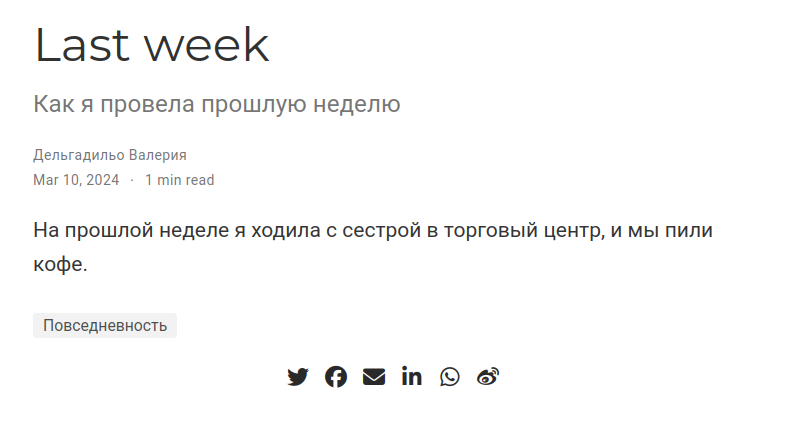 Last week
Как я провела прошлую неделю
Дельгадильо Валерия
Mar 10, 2024 · 1 min read
На прошлой неделе я ходила с сестрой в торговый центр, и мы пили
кофе.
Повседневность